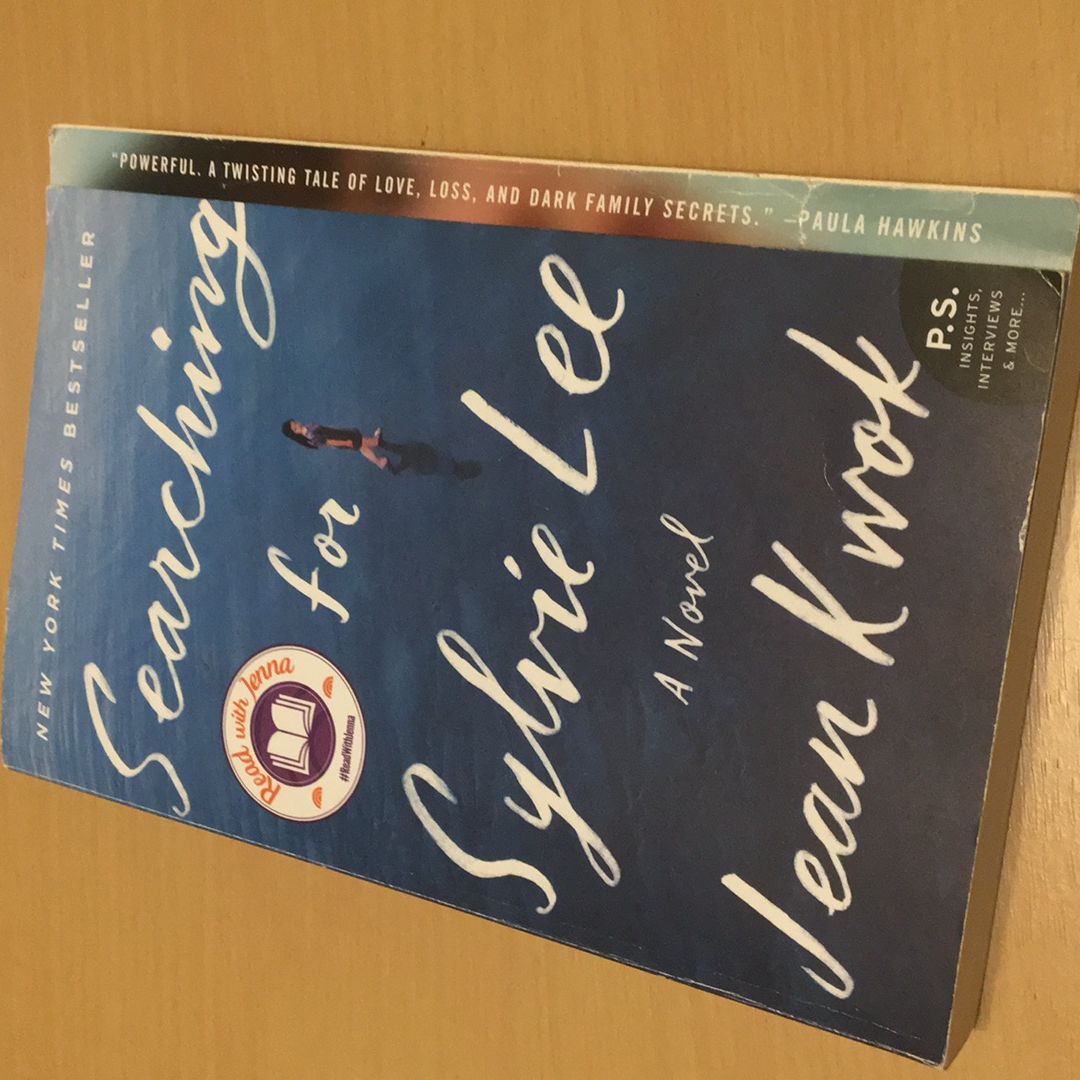 NEW YORK TIMES BESTSELLER
Searching
for
Read with Jenna
#ReadWithJenna
Sylvie Lee
A Novel
Jean Kwok
P.S.
INSIGHTS,
INTERVIEWS
& MORE...
"POWERFUL. A TWISTING TALE OF LOVE, LOSS, AND DARK FAMILY SECRETS." —PAULA HAWKINS